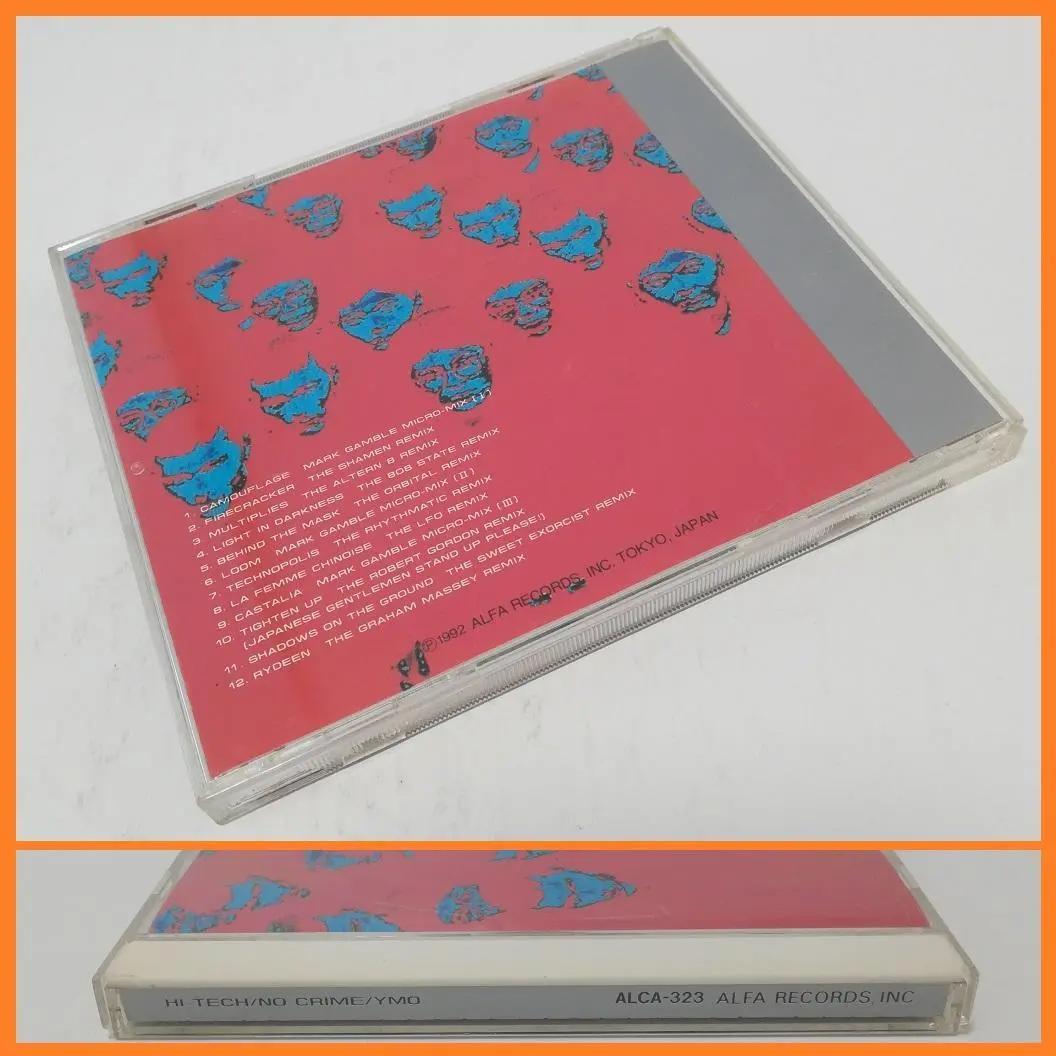 1. CAMOUFLAGE MARK GAMBLE MICRO-MIX (I)
2. FIRECRACKER THE SHAMEN REMIX
3. MULTIPLIES THE ALTERN 8 REMIX
4. LIGHT IN DARKNESS THE 808 STATE REMIX
5. BEHIND THE MASK THE ORBITAL REMIX
6. LOOM MARK GAMBLE MICRO-MIX (II)
7. TECHNOPOLIS THE RHYTHMATIC REMIX
8. LA FEMME CHINOISE THE LFO REMIX
9. CASTALIA MARK GAMBLE MICRO-MIX (III)
10. TIGHTEN UP THE ROBERT GORDON REMIX
(JAPANESE GENTLEMEN STAND UP PLEASE!)
11. SHADOWS ON THE GROUND THE SWEET EXORCIST REMIX
12. RYDEEN THE GRAHAM MASSEY REMIX
Ⓟ1992 ALFA RECORDS, INC. TOKYO, JAPAN
HI-TECH/NO CRIME/YMO ALCA-323 ALFA RECORDS, INC